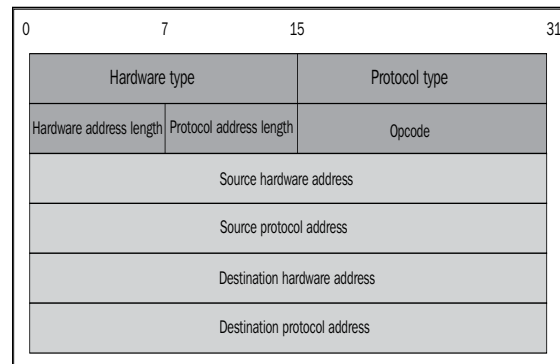 0 7 15 31
Hardware type Protocol type
Hardware address length Protocol address length Opcode
Source hardware address
Source protocol address
Destination hardware address
Destination protocol address